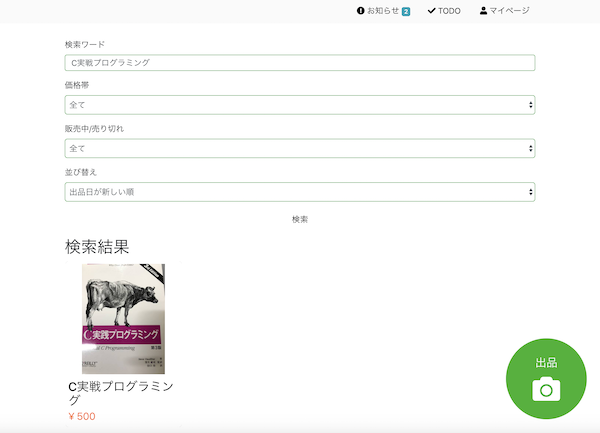 お知らせ 2 TODO マイページ
検索ワード
C実戦プログラミング
価格帯
全て
販売中/売り切れ
全て
並び替え
出品日が新しい順
検索
検索結果
C実践プログラミング
第3版
C実戦プログラミン
グ
¥500
出品